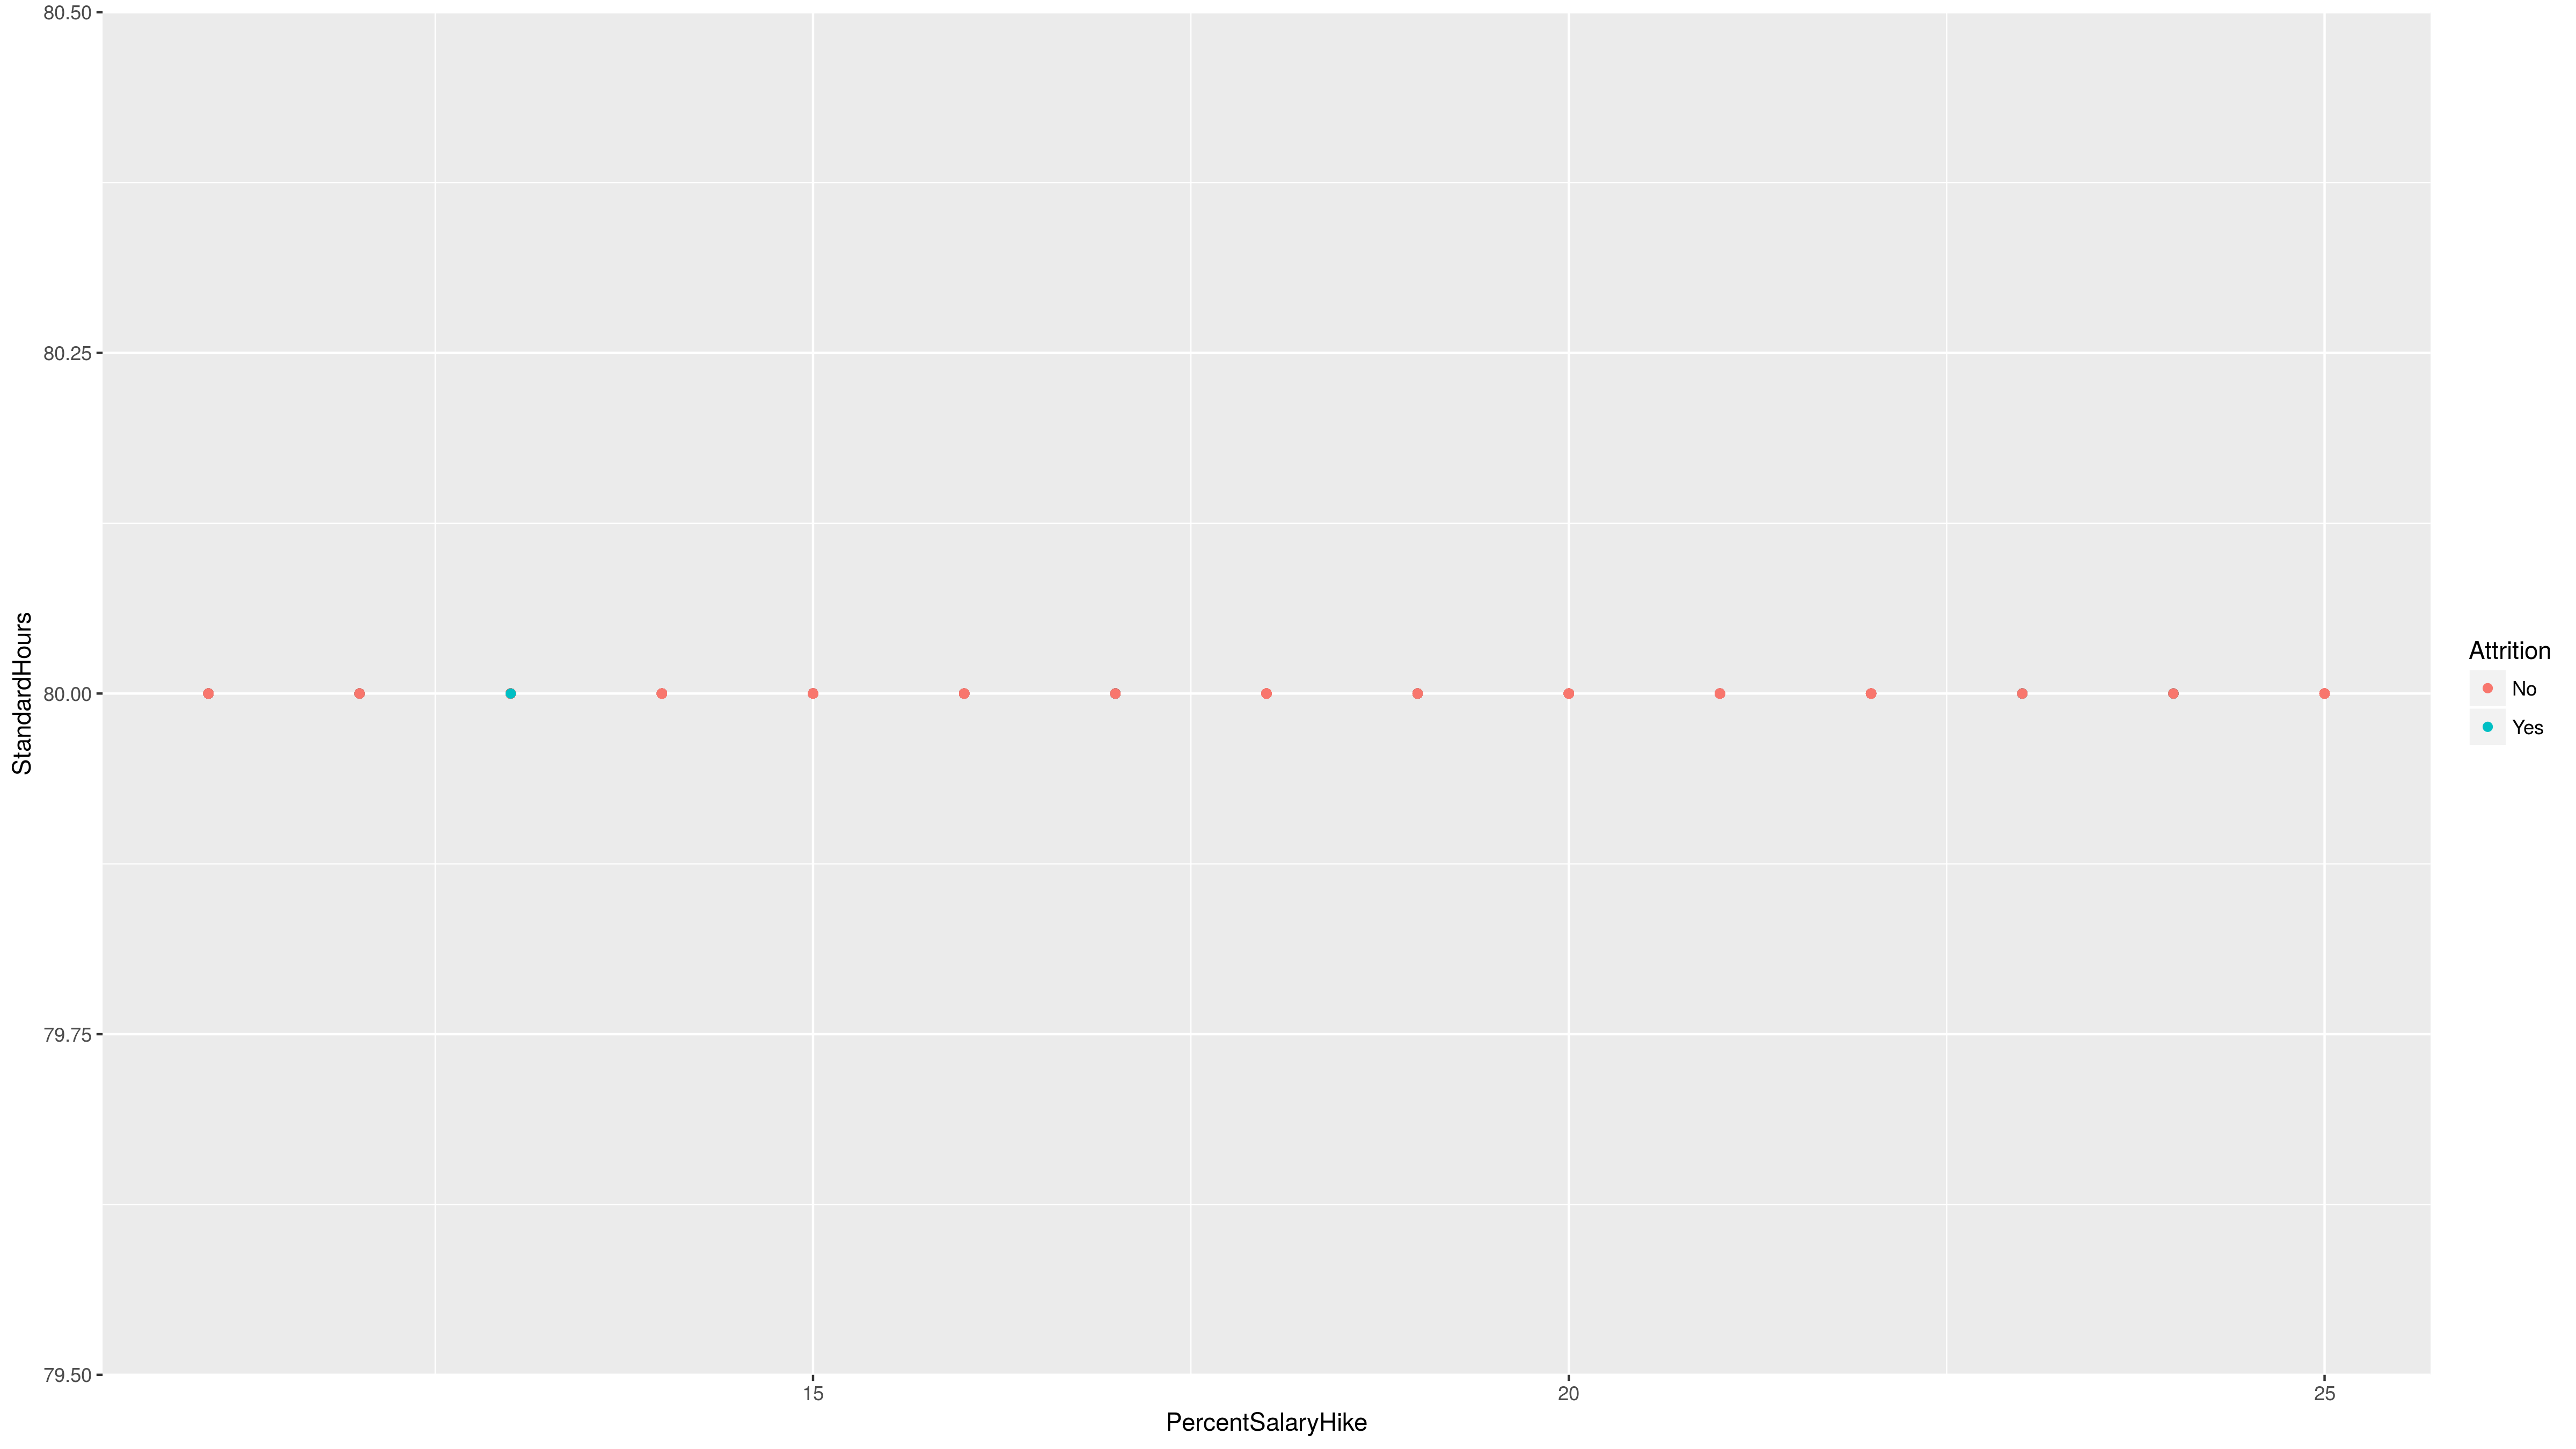 80.50
80.25
80.00
79.75
79.50
StandardHours
15 20 25
PercentSalaryHike
Attrition
No
Yes